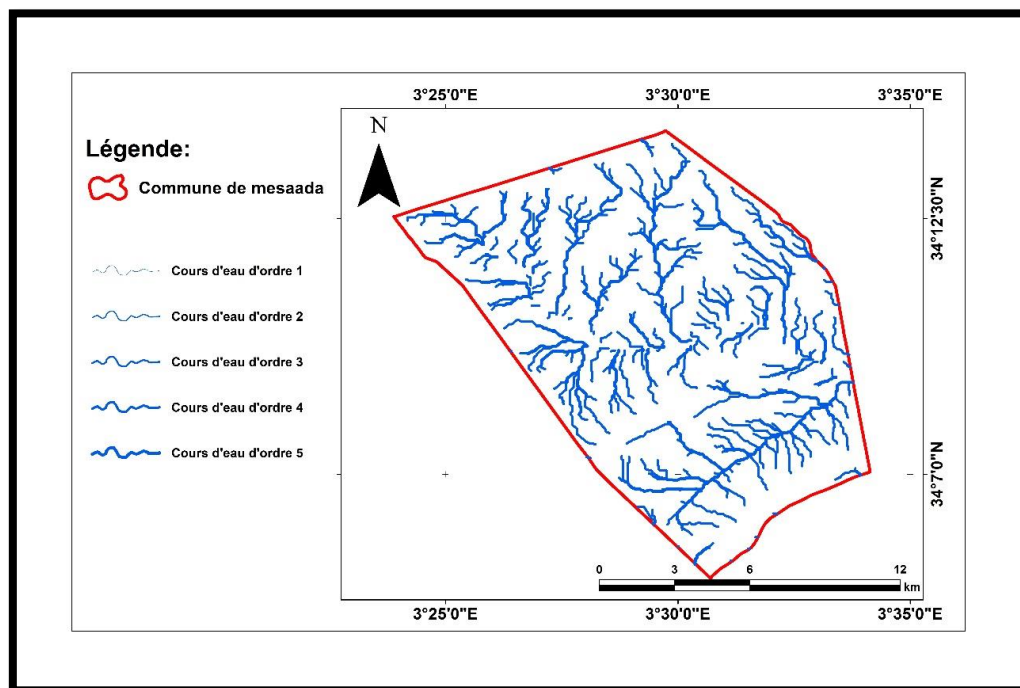 3°25'0"E 3°30'0"E 3°35'0"E
N
Légende:
Commune de mesaada
34°12'30"N
Cours d'eau d'ordre 1
Cours d'eau d'ordre 2
Cours d'eau d'ordre 3
Cours d'eau d'ordre 4
Cours d'eau d'ordre 5
34°7'0"N
0 3 6 12
km
3°25'0"E 3°30'0"E 3°35'0"E